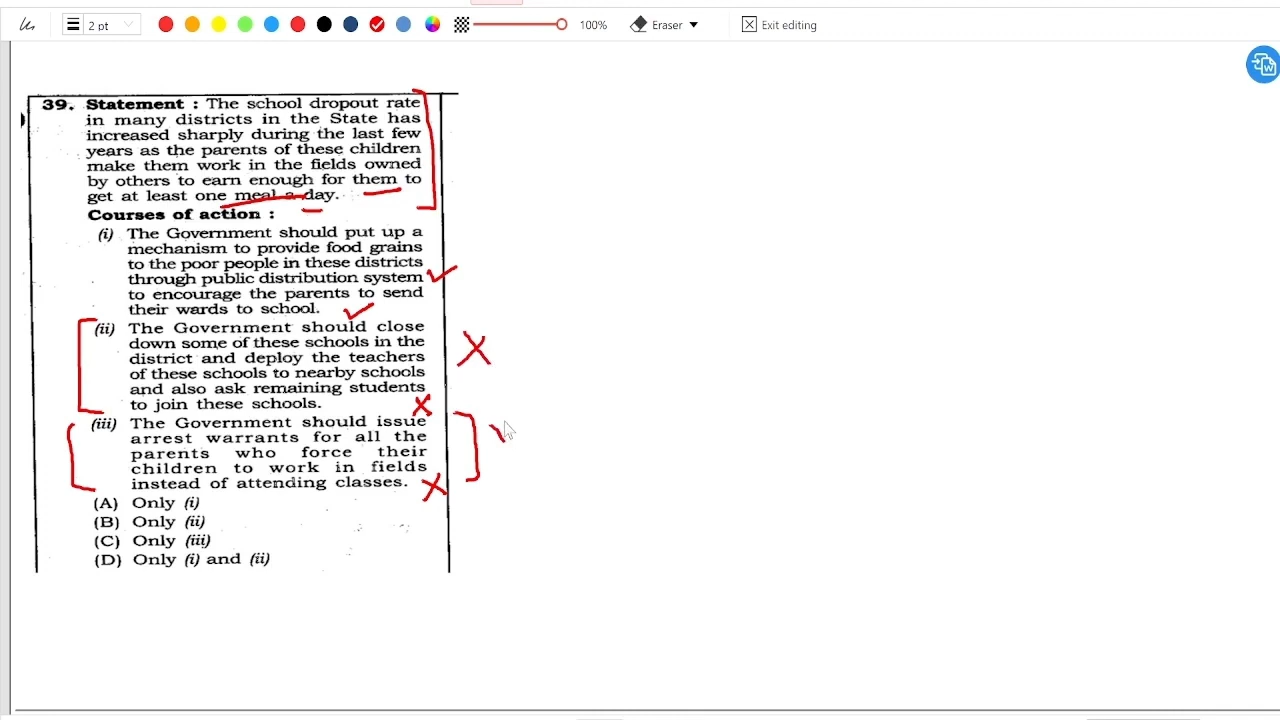 2 pt
100%
Eraser
Exit editing
39. Statement : The school dropout rate
in many districts in the State has
increased sharply during the last few
years as the parents of these children
make them work in the fields owned
by others to earn enough for them to
get at least one meal a day.
Courses of action :
(i) The Government should put up a
mechanism to provide food grains
to the poor people in these districts
through public distribution system
to encourage the parents to send
their wards to school.
(ii) The Government should close
down some of these schools in the
district and deploy the teachers
of these schools to nearby schools
and also ask remaining students
to join these schools.
(iii) The Government should issue
arrest warrants for all the
parents who force their
children to work in fields
instead of attending classes.
(A) Only (i)
(B) Only (ii)
(C) Only (iii)
(D) Only (i) and (ii)